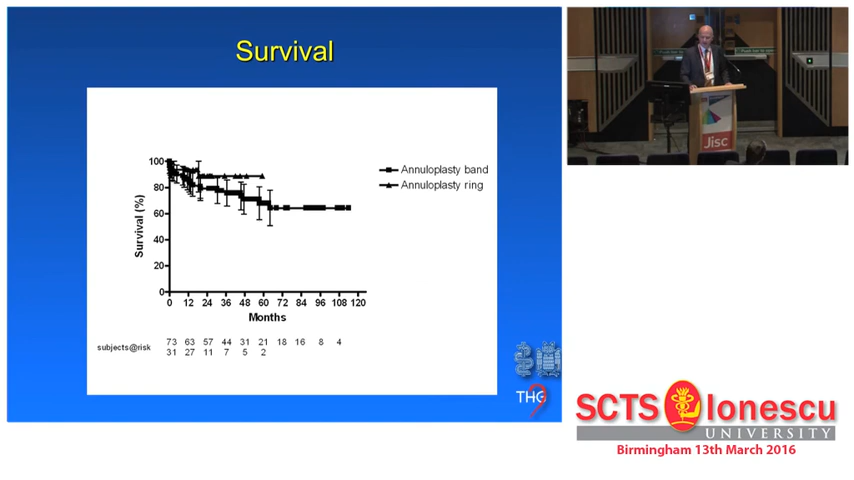 Survival
Annuloplasty band
Annuloplasty ring
100
80
60
40
20
0
Survival (%)
0 12 24 36 48 60 72 84 96 108 120
Months
subjects@risk
73 63 57 44 31 21 18 16 8 4
31 27 11 7 5 2
THG
Jisc
SCTS Ionescu
UNIVERSITY
Birmingham 13th March 2016